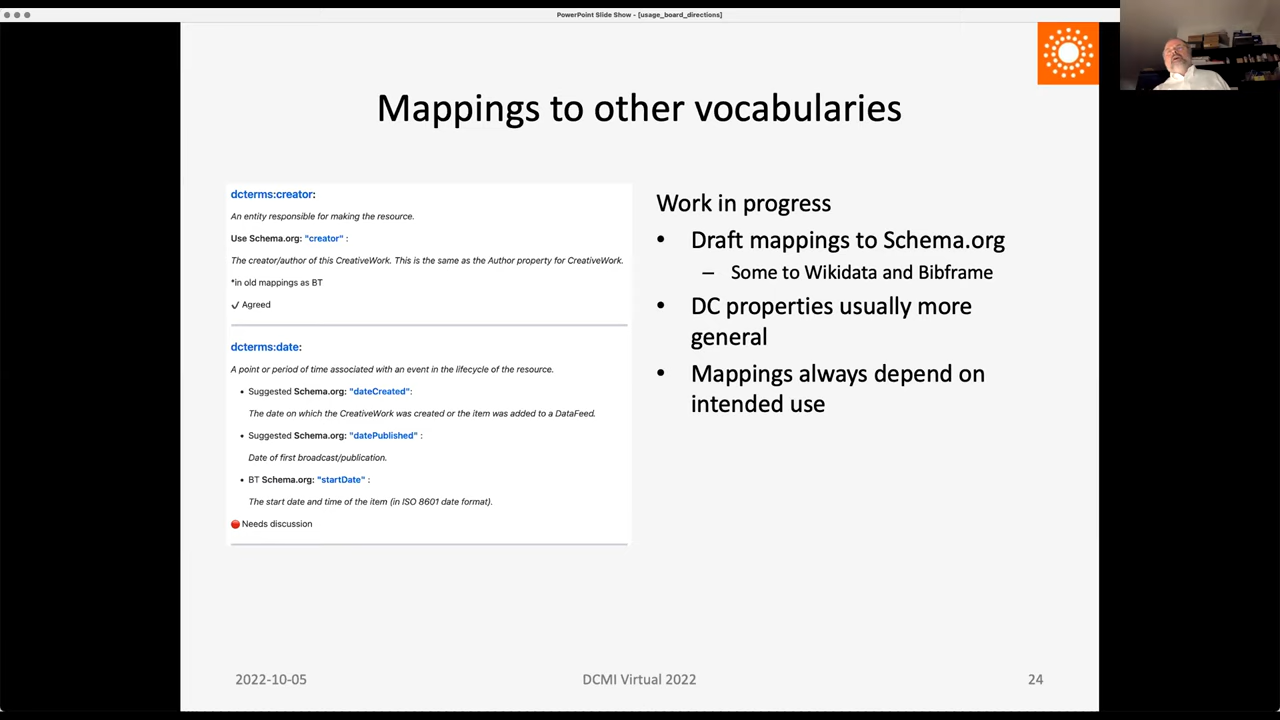 PowerPoint Slide Show - [usage_board_directions]
Mappings to other vocabularies
dcterms:creator:
An entity responsible for making the resource.
Use Schema.org: "creator" :
The creator/author of this CreativeWork. This is the same as the Author property for CreativeWork.
*in old mappings as BT
✓ Agreed
dcterms:date:
A point or period of time associated with an event in the lifecycle of the resource.
• Suggested Schema.org: "dateCreated":
The date on which the CreativeWork was created or the item was added to a DataFeed.
• Suggested Schema.org: "datePublished" :
Date of first broadcast/publication.
• BT Schema.org: "startDate" :
The start date and time of the item (in ISO 8601 date format).
Needs discussion
Work in progress
• Draft mappings to Schema.org
– Some to Wikidata and Bibframe
• DC properties usually more
general
• Mappings always depend on
intended use
2022-10-05
DCMI Virtual 2022
24